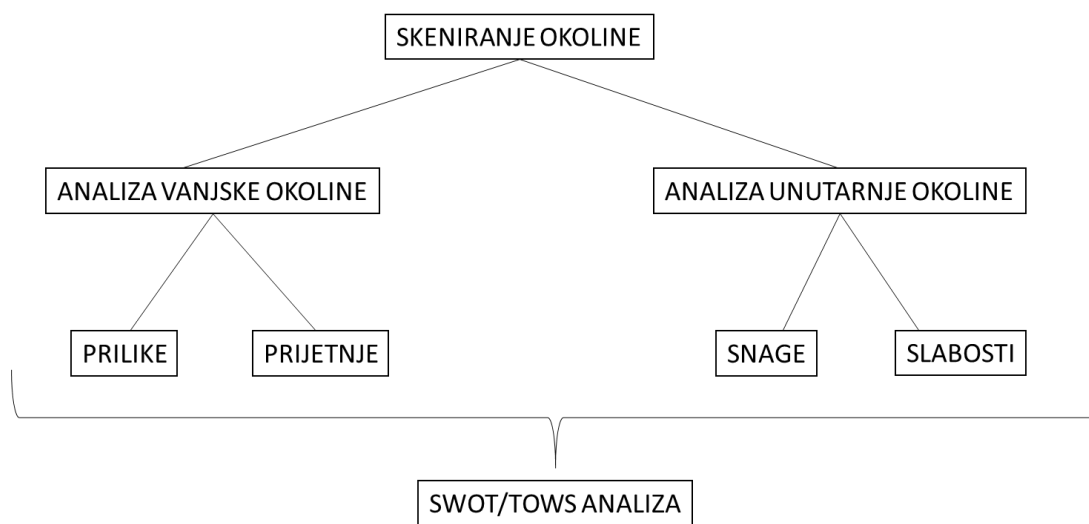 SKENIRANJE OKOLINE
ANALIZA VANJSKE OKOLINE
ANALIZA UNUTARNJE OKOLINE
PRILIKE
PRIJETNJE
SNAGE
SLABOSTI
SWOT/TOWS ANALIZA